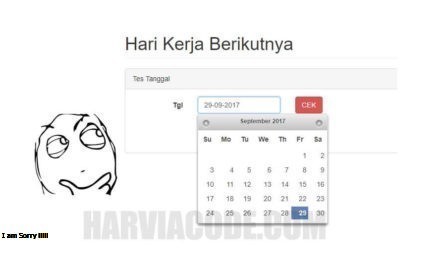 Hari Kerja Berikutnya
Tes Tanggal
Tgl 29-09-2017 CEK
September 2017
Su Mo Tu We Th Fr Sa
1 2
3 4 5 6 7 8 9
10 11 12 13 14 15 16
17 18 19 20 21 22 23
24 25 26 27 28 29 30
I am Sorry !!!!!
HARVIACODE.COM